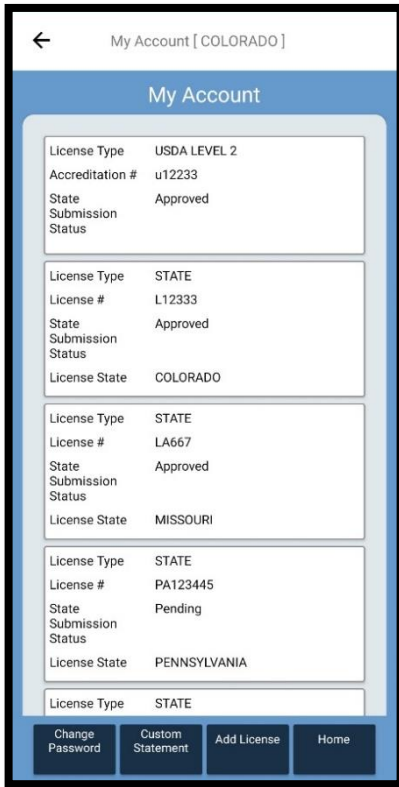 My Account [ COLORADO ]
My Account
License Type USDA LEVEL 2
Accreditation # u12233
State Approved
Submission
Status
License Type STATE
License # L12333
State Approved
Submission
Status
License State COLORADO
License Type STATE
License # LA667
State Approved
Submission
Status
License State MISSOURI
License Type STATE
License # PA123445
State Pending
Submission
Status
License State PENNSYLVANIA
License Type STATE
Change Password
Custom Statement
Add License
Home